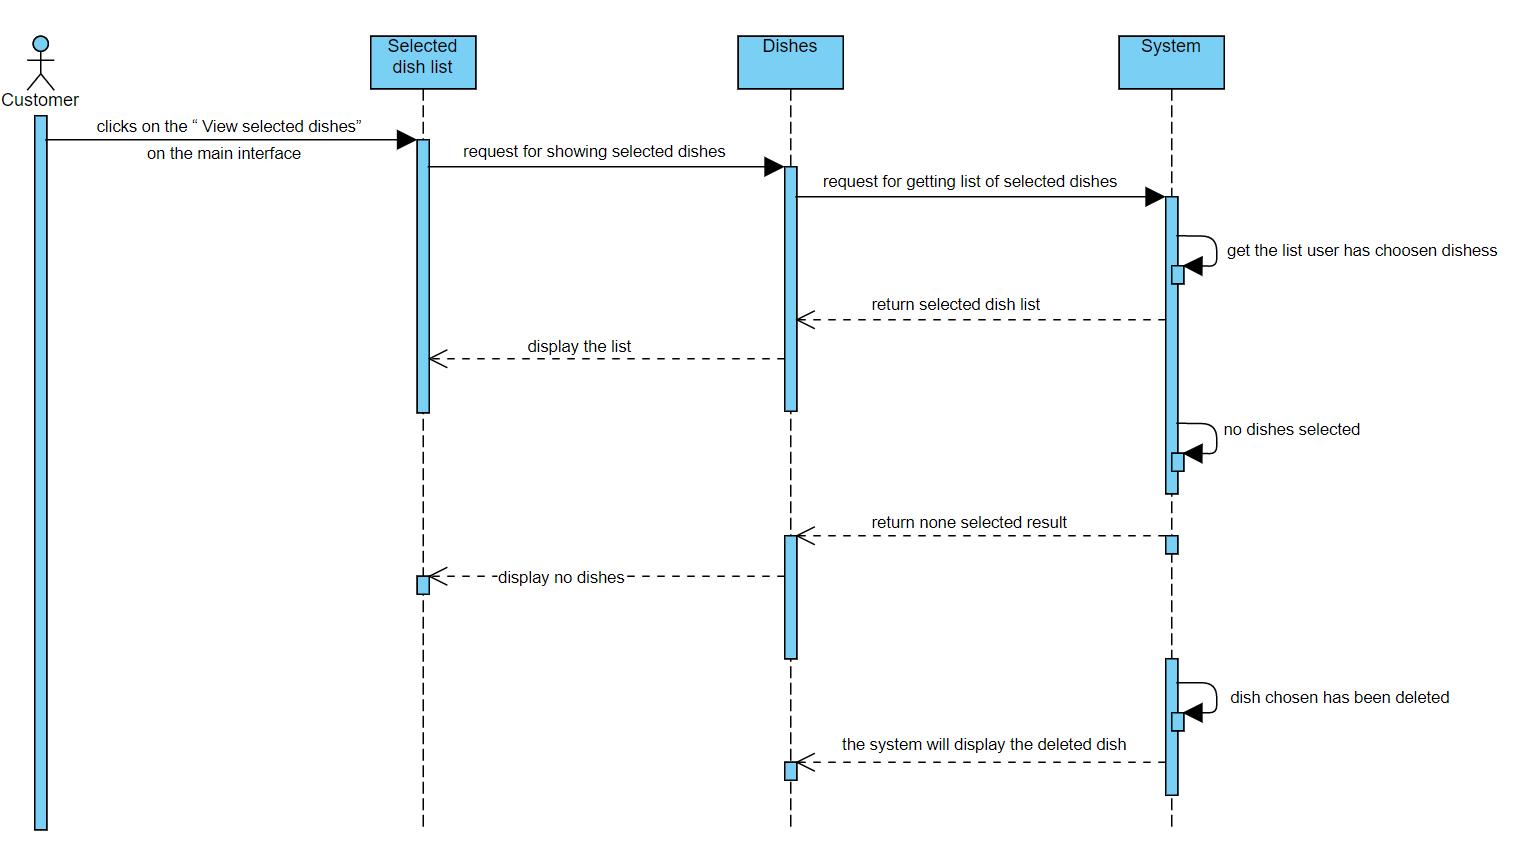 Customer
Selected
dish list
Dishes
System
clicks on the “ View selected dishes”
on the main interface
request for showing selected dishes
request for getting list of selected dishes
get the list user has choosen dishess
return selected dish list
display the list
no dishes selected
return none selected result
display no dishes
dish chosen has been deleted
the system will display the deleted dish